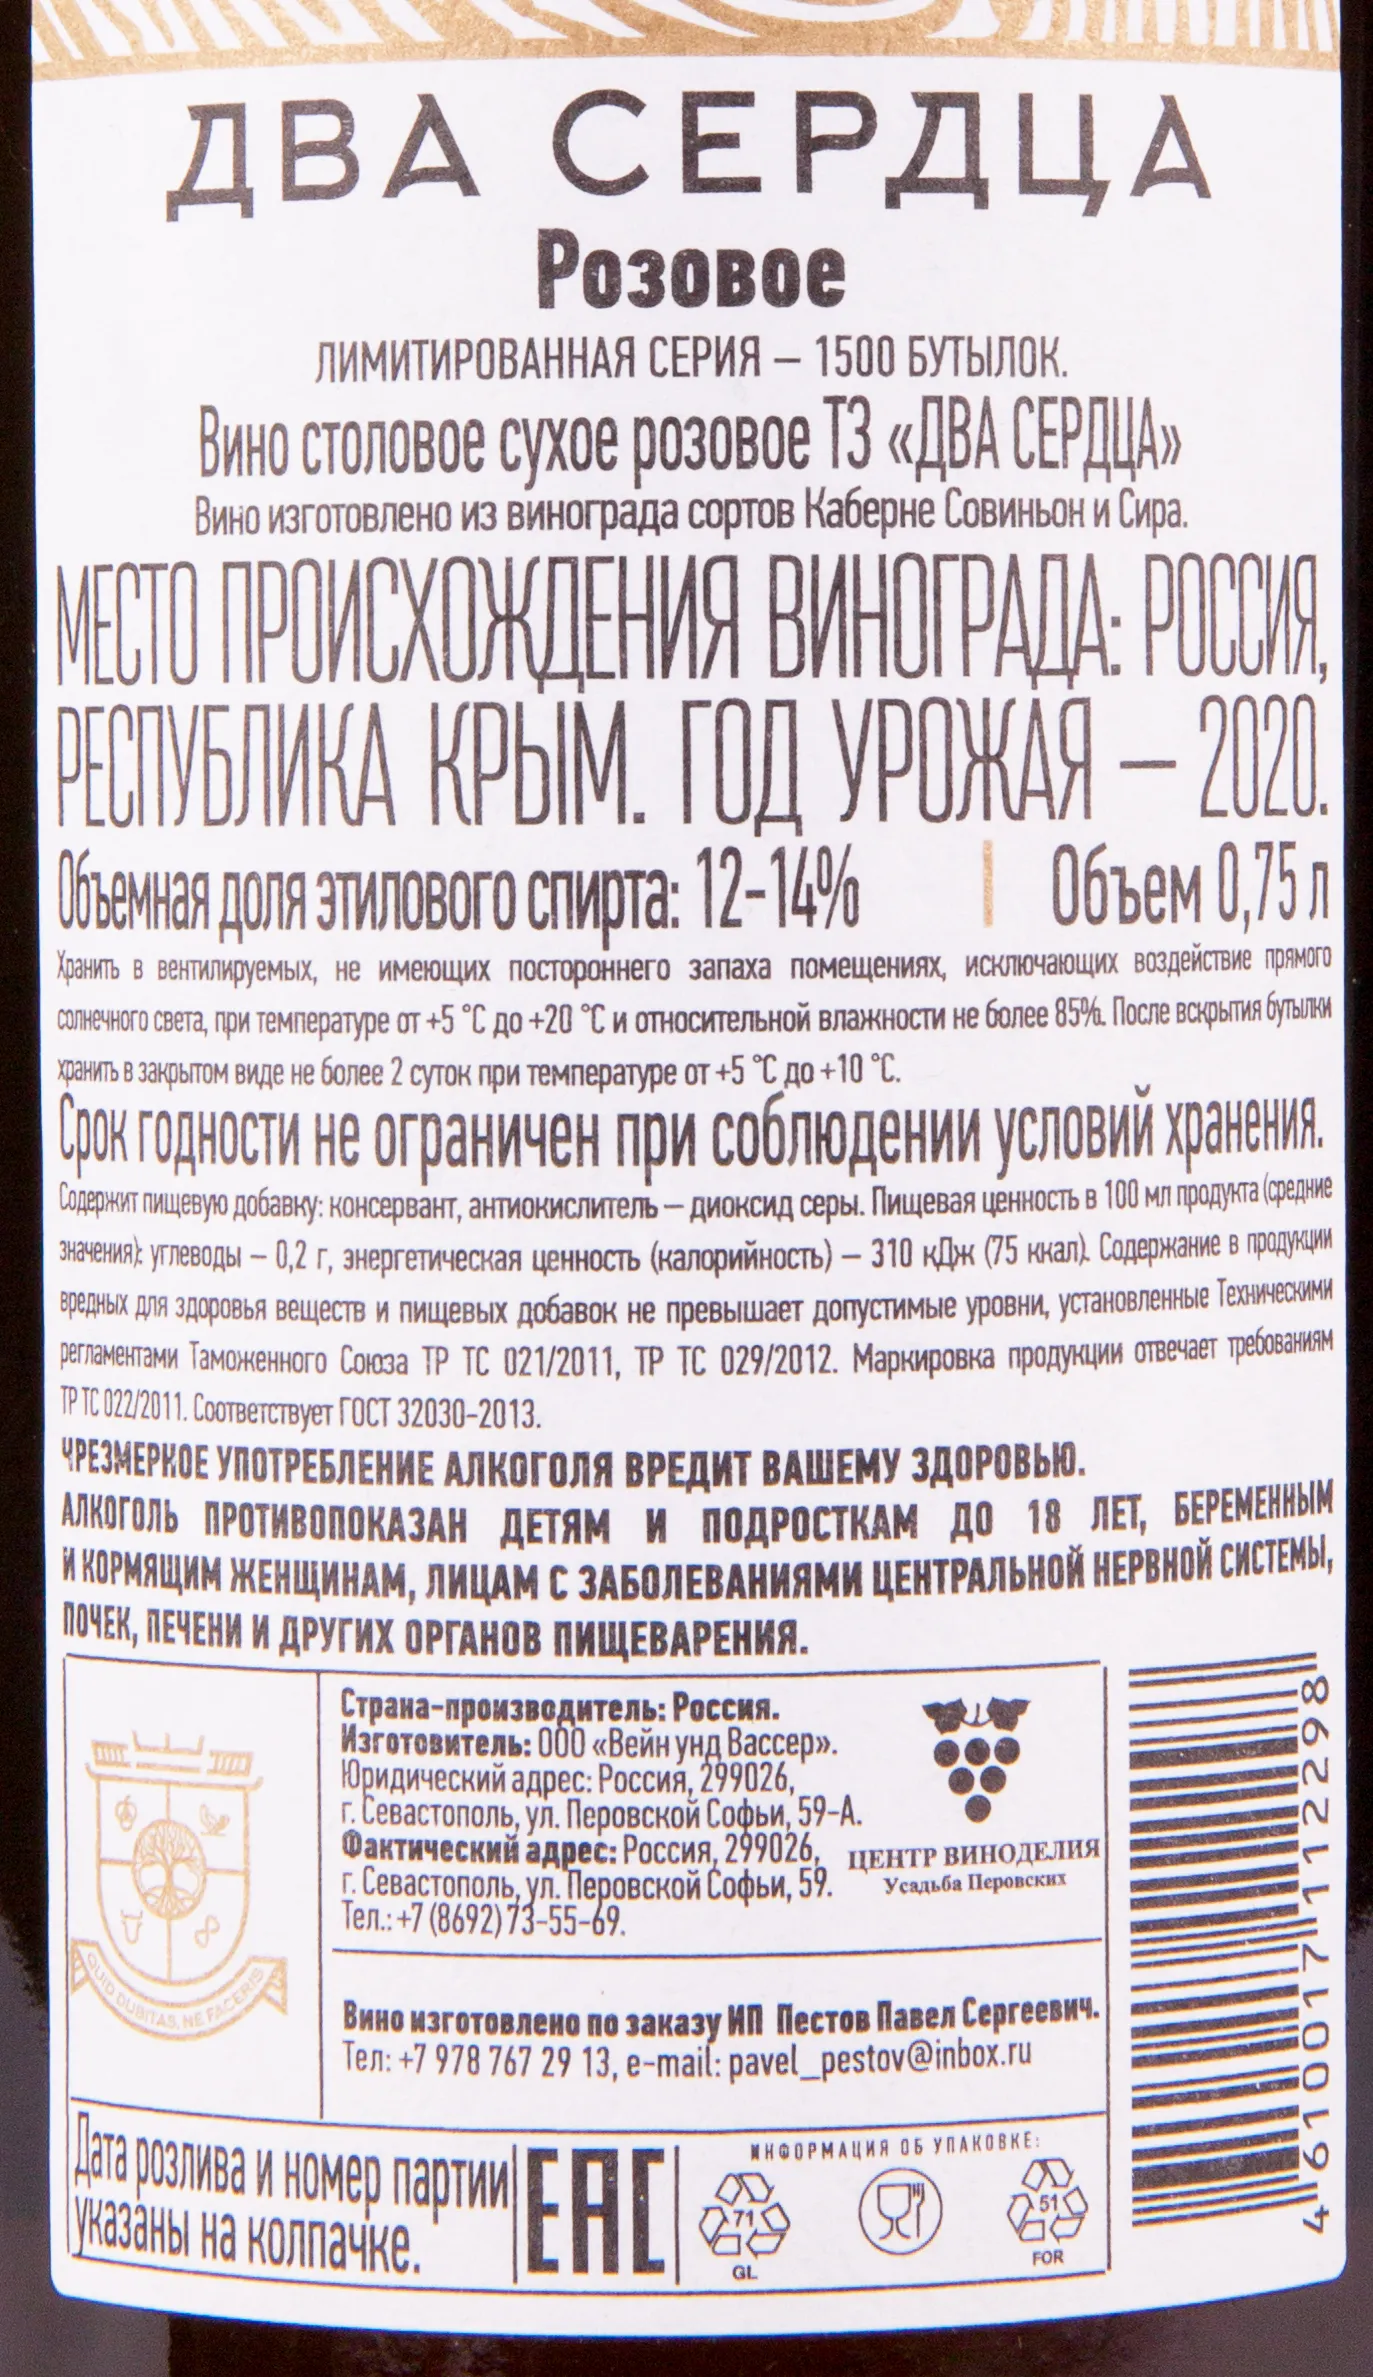 ДВА СЕРДЦА
Розовое
ЛИМИТИРОВАННАЯ СЕРИЯ – 1500 БУТЫЛОК.
Вино столовое сухое розовое ТЗ «ДВА СЕРДЦА»
Вино изготовлено из винограда сортов Каберне Совиньон и Сира.
МЕСТО ПРОИСХОЖДЕНИЯ ВИНОГРАДА: РОССИЯ,
РЕСПУБЛИКА КРЫМ. ГОД УРОЖАЯ – 2020.
Объемная доля этилового спирта: 12-14% | Объем 0,75 л
Хранить в вентилируемых, не имеющих постороннего запаха помещениях, исключающих воздействие прямого
солнечного света, при температуре от +5 °C до +20 °C и относительной влажности не более 85%. После вскрытия бутылки
хранить в закрытом виде не более 2 суток при температуре от +5 °C до +10 °C.
Срок годности не ограничен при соблюдении условий хранения.
Содержит пищевую добавку: консервант, антиокислитель – диоксид серы. Пищевая ценность в 100 мл продукта (средние
значения): углеводы – 0,2 г, энергетическая ценность (калорийность) – 310 кДж (75 ккал). Содержание в продукции
вредных для здоровья веществ и пищевых добавок не превышает допустимые уровни, установленные Техническими
регламентами Таможенного Союза ТР ТС 021/2011, ТР ТС 029/2012. Маркировка продукции отвечает требованиям
ТР ТС 022/2011. Соответствует ГОСТ 32030-2013.
ЧРЕЗМЕРНОЕ УПОТРЕБЛЕНИЕ АЛКОГОЛЯ ВРЕДИТ ВАШЕМУ ЗДОРОВЬЮ.
АЛКОГОЛЬ ПРОТИВОПОКАЗАН ДЕТЯМ И ПОДРОСТКАМ ДО 18 ЛЕТ, БЕРЕМЕННЫМ
И КОРМЯЩИМ ЖЕНЩИНАМ, ЛИЦАМ С ЗАБОЛЕВАНИЯМИ ЦЕНТРАЛЬНОЙ НЕРВНОЙ СИСТЕМЫ,
ПОЧЕК, ПЕЧЕНИ И ДРУГИХ ОРГАНОВ ПИЩЕВАРЕНИЯ.
QUID DUBITAS, NE FACERIS
Страна-производитель: Россия.
Изготовитель: ООО «Вейн унд Вассер».
Юридический адрес: Россия, 299026,
г. Севастополь, ул. Перовской Софьи, 59-А.
Фактический адрес: Россия, 299026,
г. Севастополь, ул. Перовской Софьи, 59.
Тел.: +7 (8692) 73-55-69.
ЦЕНТР ВИНОДЕЛИЯ
Усадьба Перовских
Вино изготовлено по заказу ИП Пестов Павел Сергеевич.
Тел: +7 978 767 29 13, e-mail: pavel_pestov@inbox.ru
Дата розлива и номер партии
указаны на колпачке.
EAC
ИНФОРМАЦИЯ ОБ УПАКОВКЕ:
71
GL
51
FOR
4 610017 112298